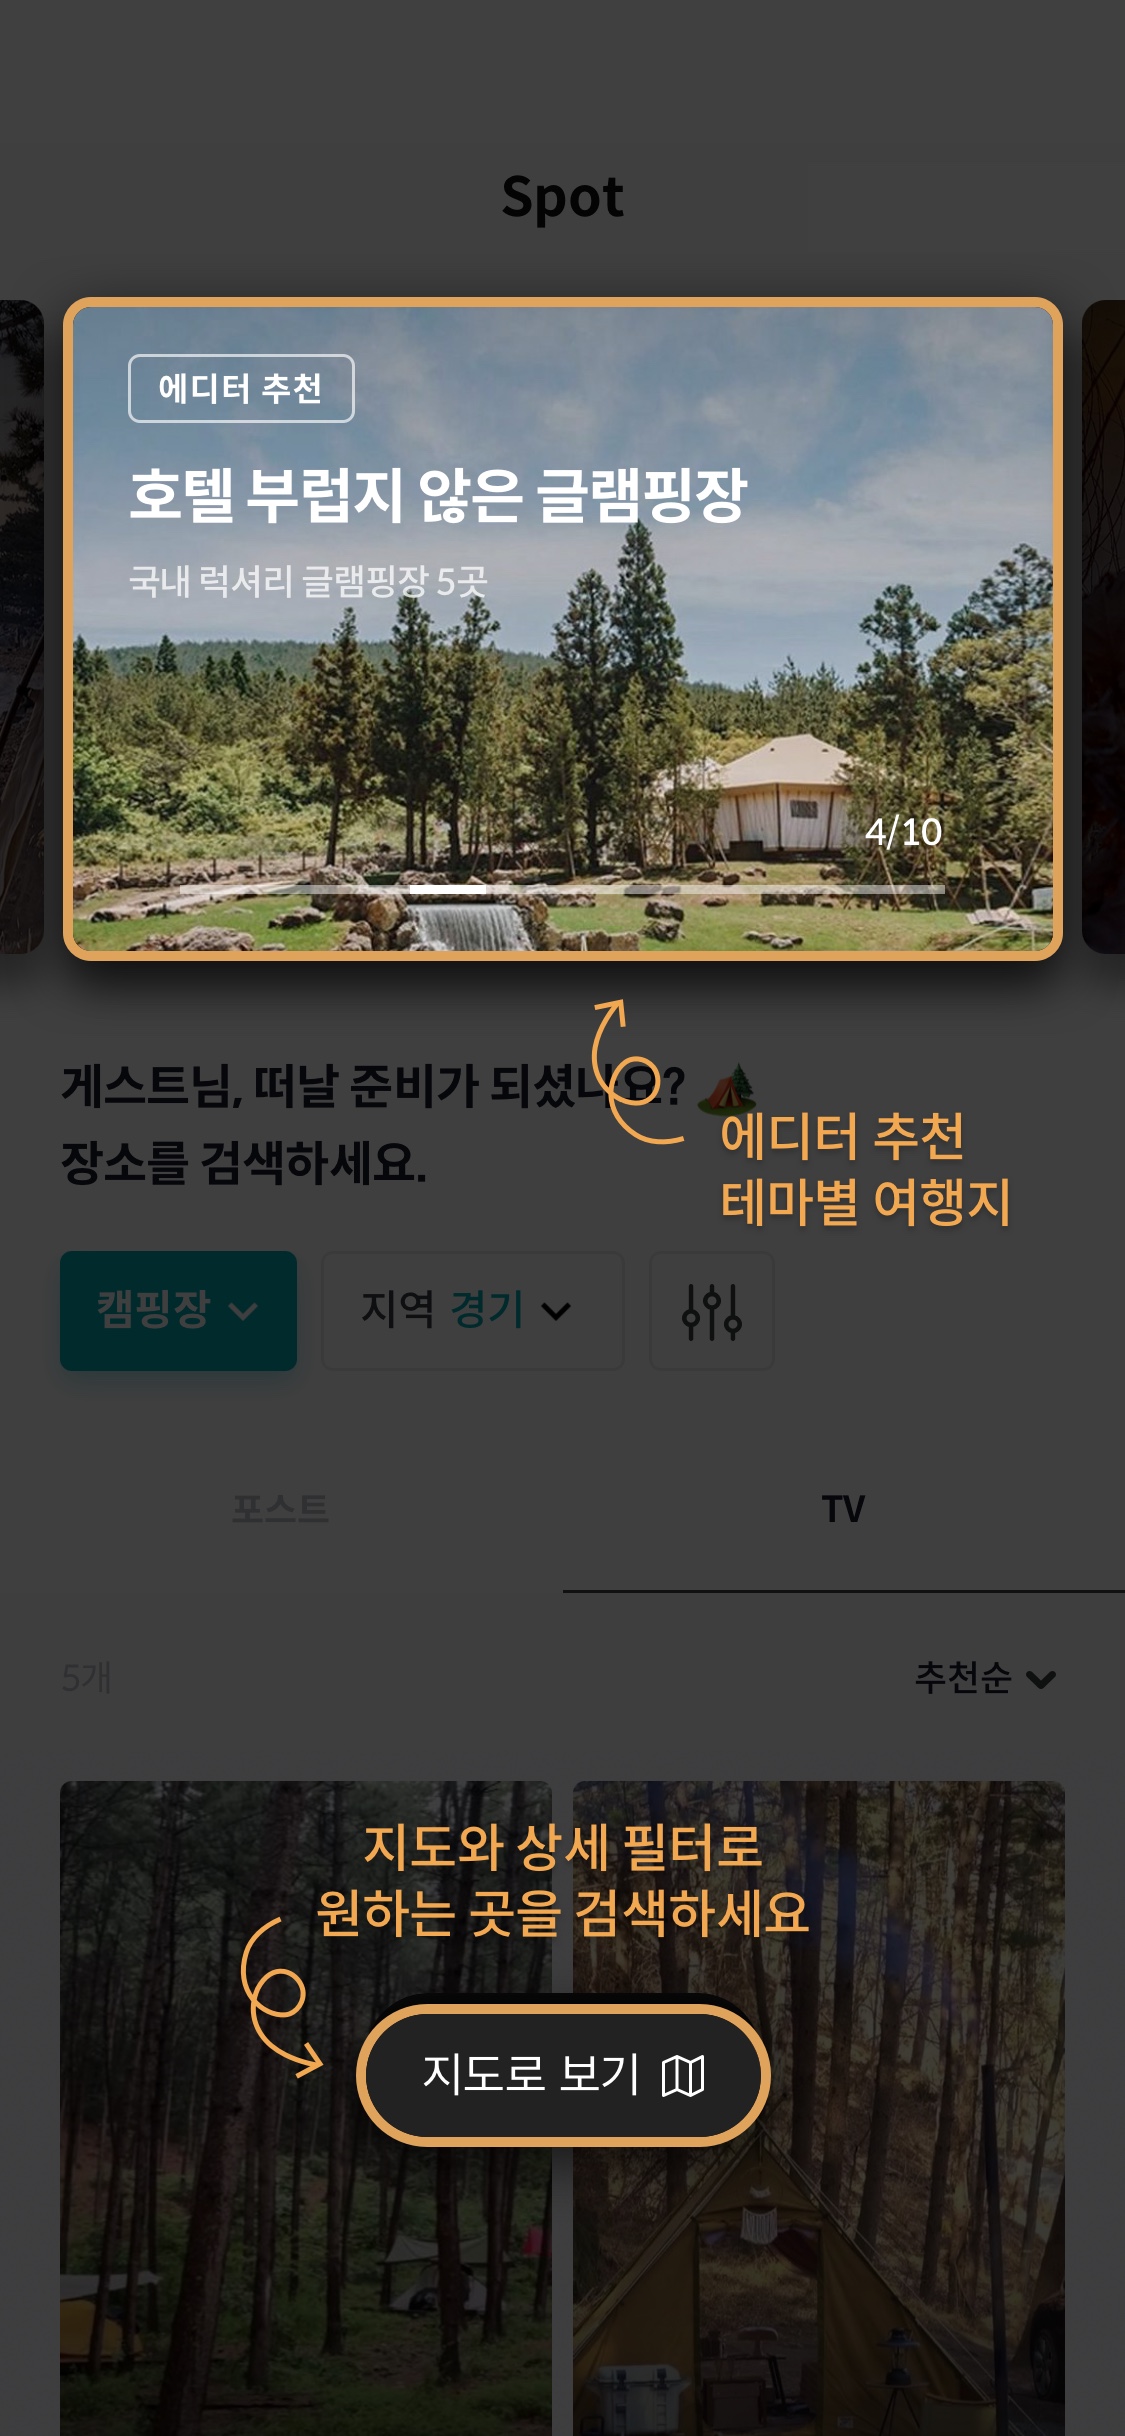 Spot
에디터 추천
호텔 부럽지 않은 글램핑장
국내 럭셔리 글램핑장 5곳
4/10
게스트님, 떠날 준비가 되셨나요?
장소를 검색하세요.
에디터 추천
테마별 여행지
캠핑장
지역 경기
포스트
TV
5개
추천순
지도와 상세 필터로
원하는 곳을 검색하세요
지도로 보기